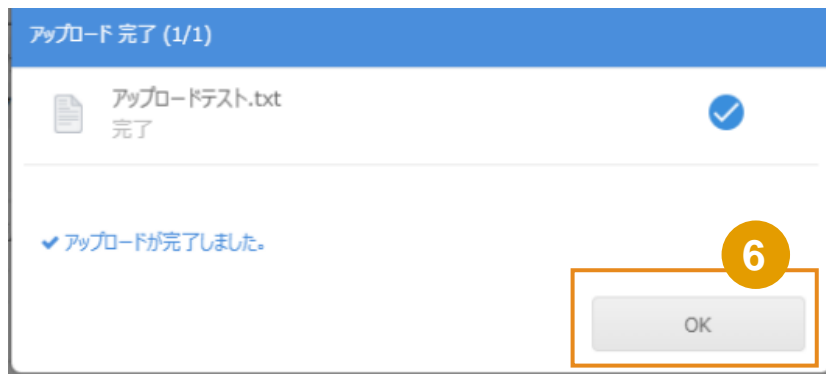 アップロード 完了 (1/1)
アップロードテスト.txt
完了
アップロードが完了しました。
6
OK